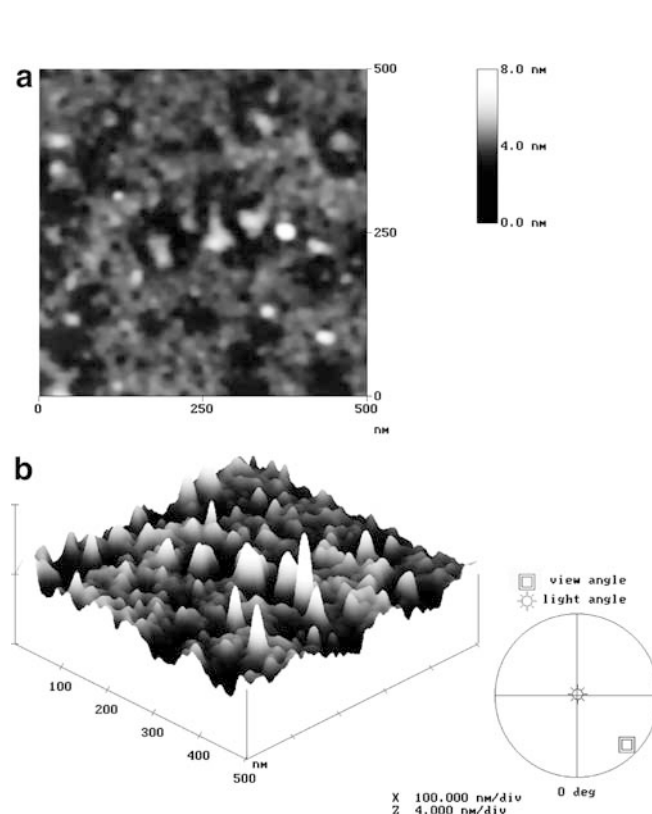 a
500
250
0
0
250
500
nm
8.0 nm
4.0 nm
0.0 nm
b
100
200
300
400
500
nm
view angle
light angle
0 deg
X 100.000 nm/div
Z 4.000 nm/div